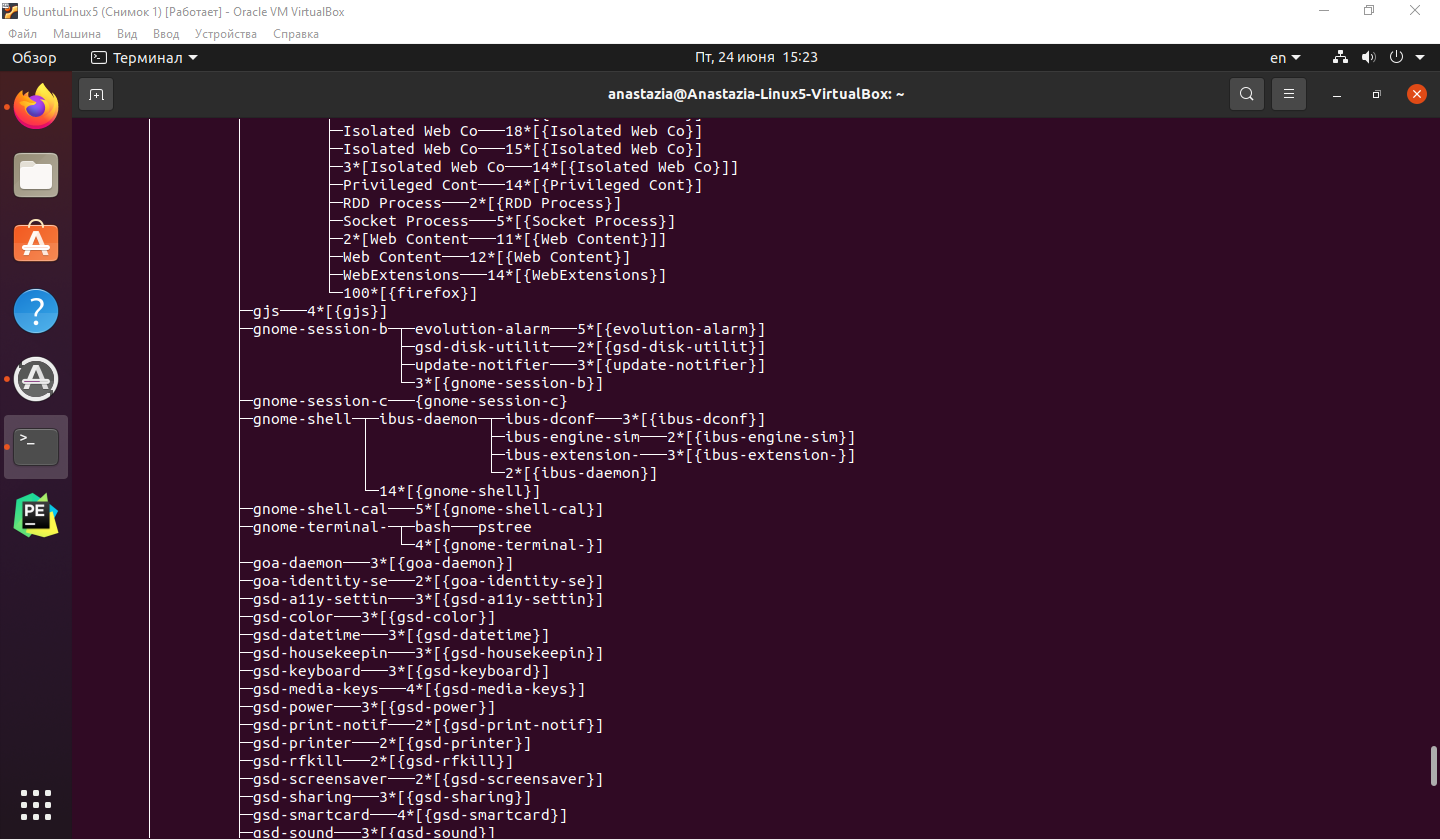 UbuntuLinux5 (Снимок 1) [Работает] - Oracle VM VirtualBox
Файл Машина Вид Ввод Устройства Справка
Обзор Терминал Пт, 24 июня 15:23 en
anastazia@Anastazia-Linux5-VirtualBox: ~
├─Isolated Web Co───18*[{Isolated Web Co}]
├─Isolated Web Co───15*[{Isolated Web Co}]
├─3*[Isolated Web Co───14*[{Isolated Web Co}]]
├─Privileged Cont───14*[{Privileged Cont}]
├─RDD Process───2*[{RDD Process}]
├─Socket Process───5*[{Socket Process}]
├─2*[Web Content───11*[{Web Content}]]
├─Web Content───12*[{Web Content}]
├─WebExtensions───14*[{WebExtensions}]
└─100*[{firefox}]
├─gjs───4*[{gjs}]
├─gnome-session-b─┬─evolution-alarm───5*[{evolution-alarm}]
├─gsd-disk-utilit───2*[{gsd-disk-utilit}]
├─update-notifier───3*[{update-notifier}]
└─3*[{gnome-session-b}]
├─gnome-session-c───{gnome-session-c}
├─gnome-shell─┬─ibus-daemon─┬─ibus-dconf───3*[{ibus-dconf}]
├─ibus-engine-sim───2*[{ibus-engine-sim}]
├─ibus-extension-───3*[{ibus-extension-}]
└─2*[{ibus-daemon}]
└─14*[{gnome-shell}]
├─gnome-shell-cal───5*[{gnome-shell-cal}]
├─gnome-terminal-─┬─bash───pstree
└─4*[{gnome-terminal-}]
├─goa-daemon───3*[{goa-daemon}]
├─goa-identity-se───2*[{goa-identity-se}]
├─gsd-a11y-settin───3*[{gsd-a11y-settin}]
├─gsd-color───3*[{gsd-color}]
├─gsd-datetime───3*[{gsd-datetime}]
├─gsd-housekeepin───3*[{gsd-housekeepin}]
├─gsd-keyboard───3*[{gsd-keyboard}]
├─gsd-media-keys───4*[{gsd-media-keys}]
├─gsd-power───3*[{gsd-power}]
├─gsd-print-notif───2*[{gsd-print-notif}]
├─gsd-printer───2*[{gsd-printer}]
├─gsd-rfkill───2*[{gsd-rfkill}]
├─gsd-screensaver───2*[{gsd-screensaver}]
├─gsd-sharing───3*[{gsd-sharing}]
├─gsd-smartcard───4*[{gsd-smartcard}]
├─gsd-sound───3*[{gsd-sound}]
PE